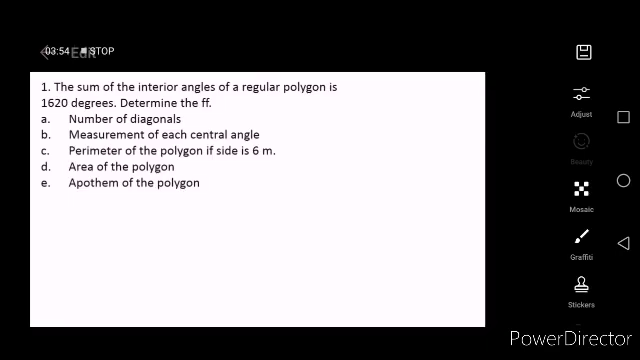 03:54 STOP
Edit
1. The sum of the interior angles of a regular polygon is
1620 degrees. Determine the ff.
a. Number of diagonals
b. Measurement of each central angle
c. Perimeter of the polygon if side is 6 m.
d. Area of the polygon
e. Apothem of the polygon
Adjust
Beauty
Mosaic
Graffiti
Stickers
PowerDirector